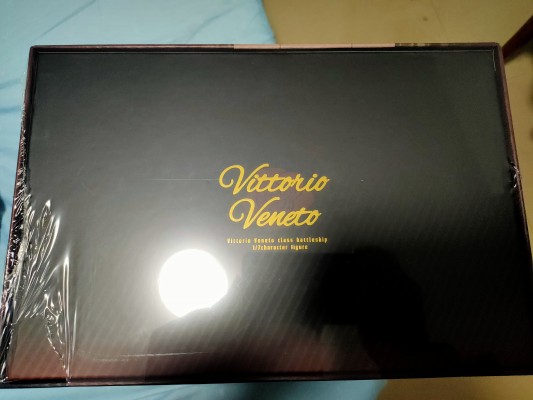 Vittorio
Veneto
Vittorio Veneto class battleship
1/7character figure